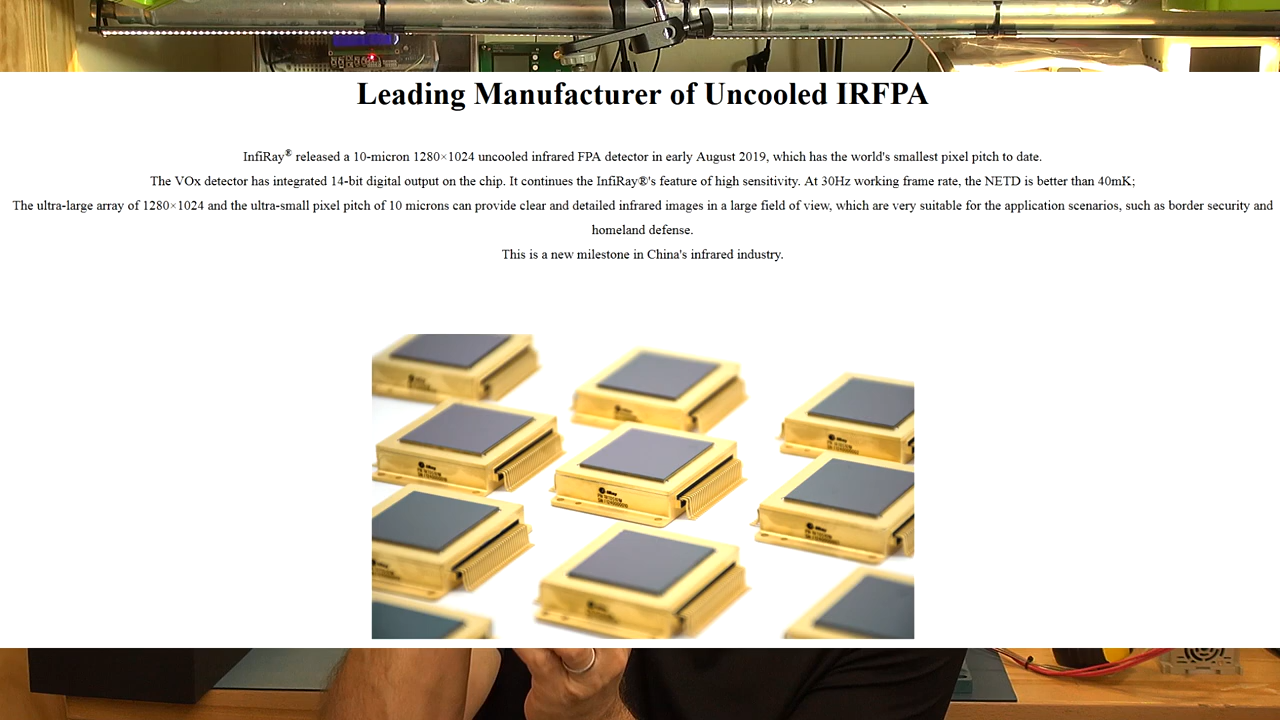 Leading Manufacturer of Uncooled IRFPA
InfiRay® released a 10-micron 1280×1024 uncooled infrared FPA detector in early August 2019, which has the world's smallest pixel pitch to date.
The VOx detector has integrated 14-bit digital output on the chip. It continues the InfiRay®'s feature of high sensitivity. At 30Hz working frame rate, the NETD is better than 40mK;
The ultra-large array of 1280×1024 and the ultra-small pixel pitch of 10 microns can provide clear and detailed infrared images in a large field of view, which are very suitable for the application scenarios, such as border security and
homeland defense.
This is a new milestone in China's infrared industry.